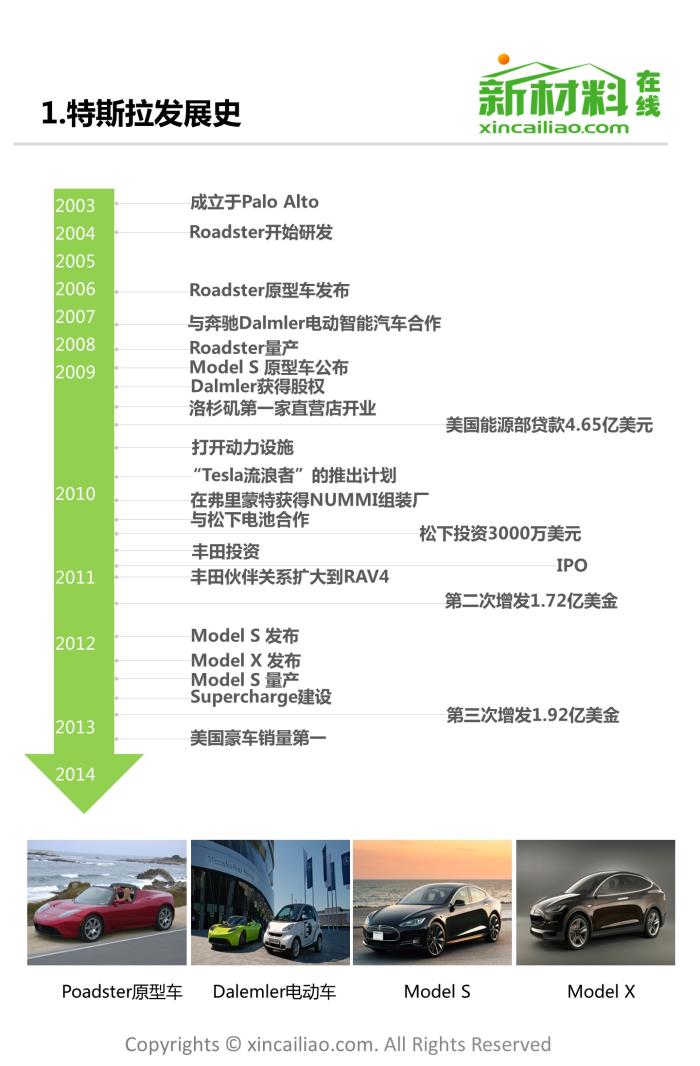 1.特斯拉发展史
新材料在线
xincailiao.com
2003
成立于Palo Alto
2004
Roadster开始研发
2005
2006
Roadster原型车发布
2007
与奔驰Dalmler电动智能汽车合作
2008
Roadster量产
Model S 原型车公布
2009
Dalmler获得股权
洛杉矶第一家直营店开业
美国能源部贷款4.65亿美元
打开动力设施
“Tesla流浪者”的推出计划
2010
在弗里蒙特获得NUMMI组装厂
与松下电池合作
松下投资3000万美元
丰田投资
IPO
2011
丰田伙伴关系扩大到RAV4
第二次增发1.72亿美金
Model S 发布
2012
Model X 发布
Model S 量产
Supercharge建设
第三次增发1.92亿美金
2013
美国豪车销量第一
2014
Poadster原型车
Dalemler电动车
Model S
Model X
Copyrights © xincailiao.com. All Rights Reserved